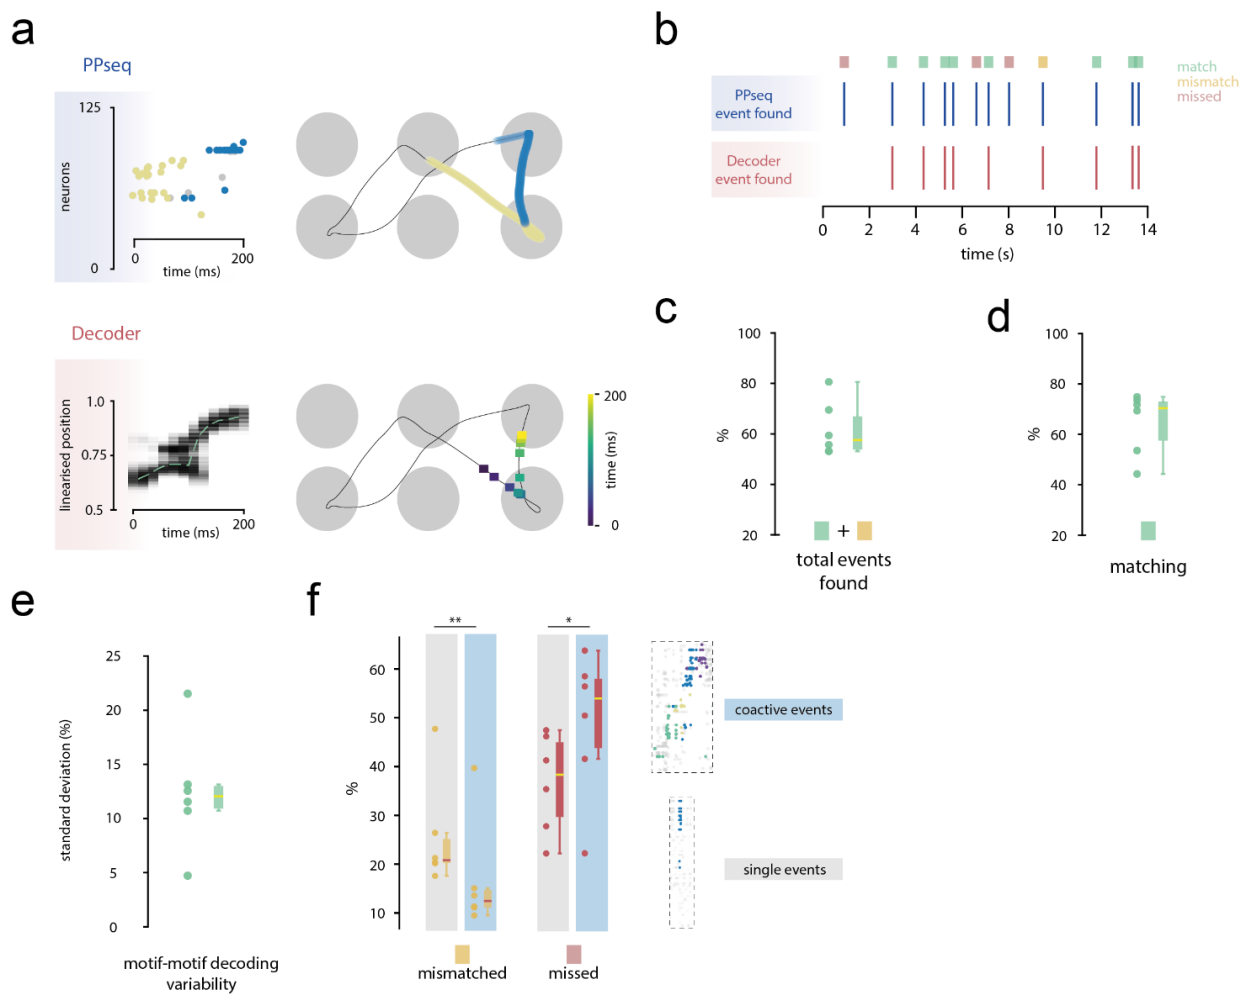 a
PPseq
125
neurons
0
0
200
time (ms)
Decoder
1.0
linearised position
0.75
0.5
0
200
time (ms)
200
time (ms)
0
b
match
mismatch
missed
PPseq
event found
Decoder
event found
0 2 4 6 8 10 12 14
time (s)
c
100
80
%
60
40
20
+
total events
found
d
100
80
60
%
40
20
matching
e
25
20
15
standard deviation (%)
10
5
0
motif-motif decoding
variability
f
** *
60
50
40
%
30
20
10
mismatched
missed
coactive events
single events